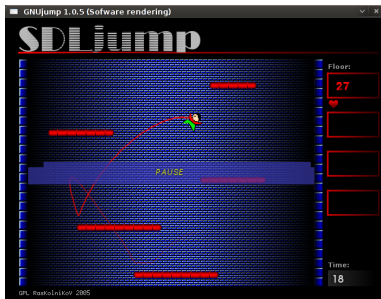 GNUjump 1.0.5 (Sofware rendering)
SDLjump
Floor:
27
PAUSE
Time:
18
GPL RasKolniKoV 2005